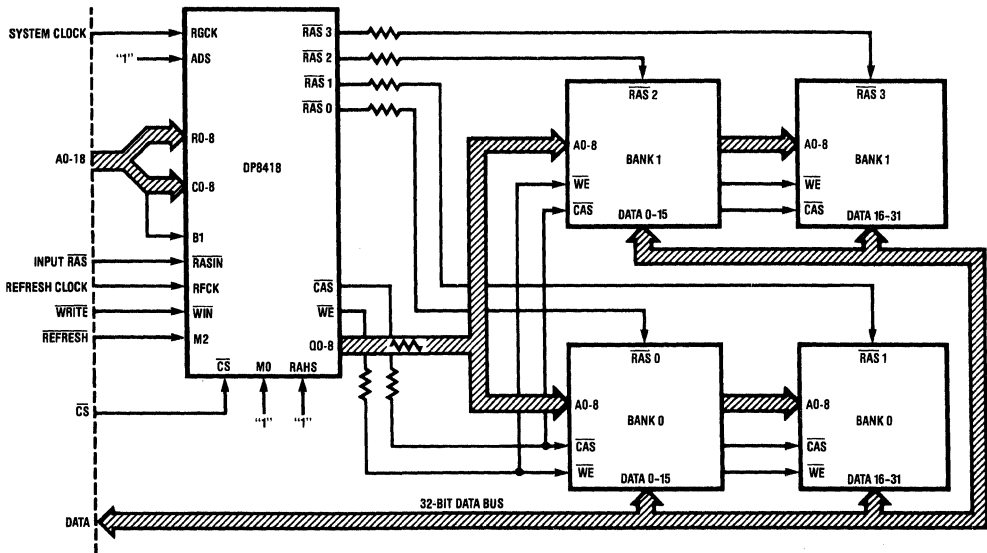 SYSTEM CLOCK
RGCK
"1"
ADS
A0-18
R0-8
C0-8
B1
INPUT RAS
RASIN
REFRESH CLOCK
RFCK
WRITE
WIN
REFRESH
M2
CS
CS
M0
RAHS
"1"
"1"
DP8418
RAS 3
RAS 2
RAS 1
RAS 0
CAS
WE
Q0-8
RAS 2
A0-8
BANK 1
WE
CAS
DATA 0-15
RAS 3
A0-8
BANK 1
WE
CAS
DATA 16-31
RAS 0
A0-8
BANK 0
CAS
WE
DATA 0-15
RAS 1
A0-8
BANK 0
CAS
WE
DATA 16-31
32-BIT DATA BUS
DATA